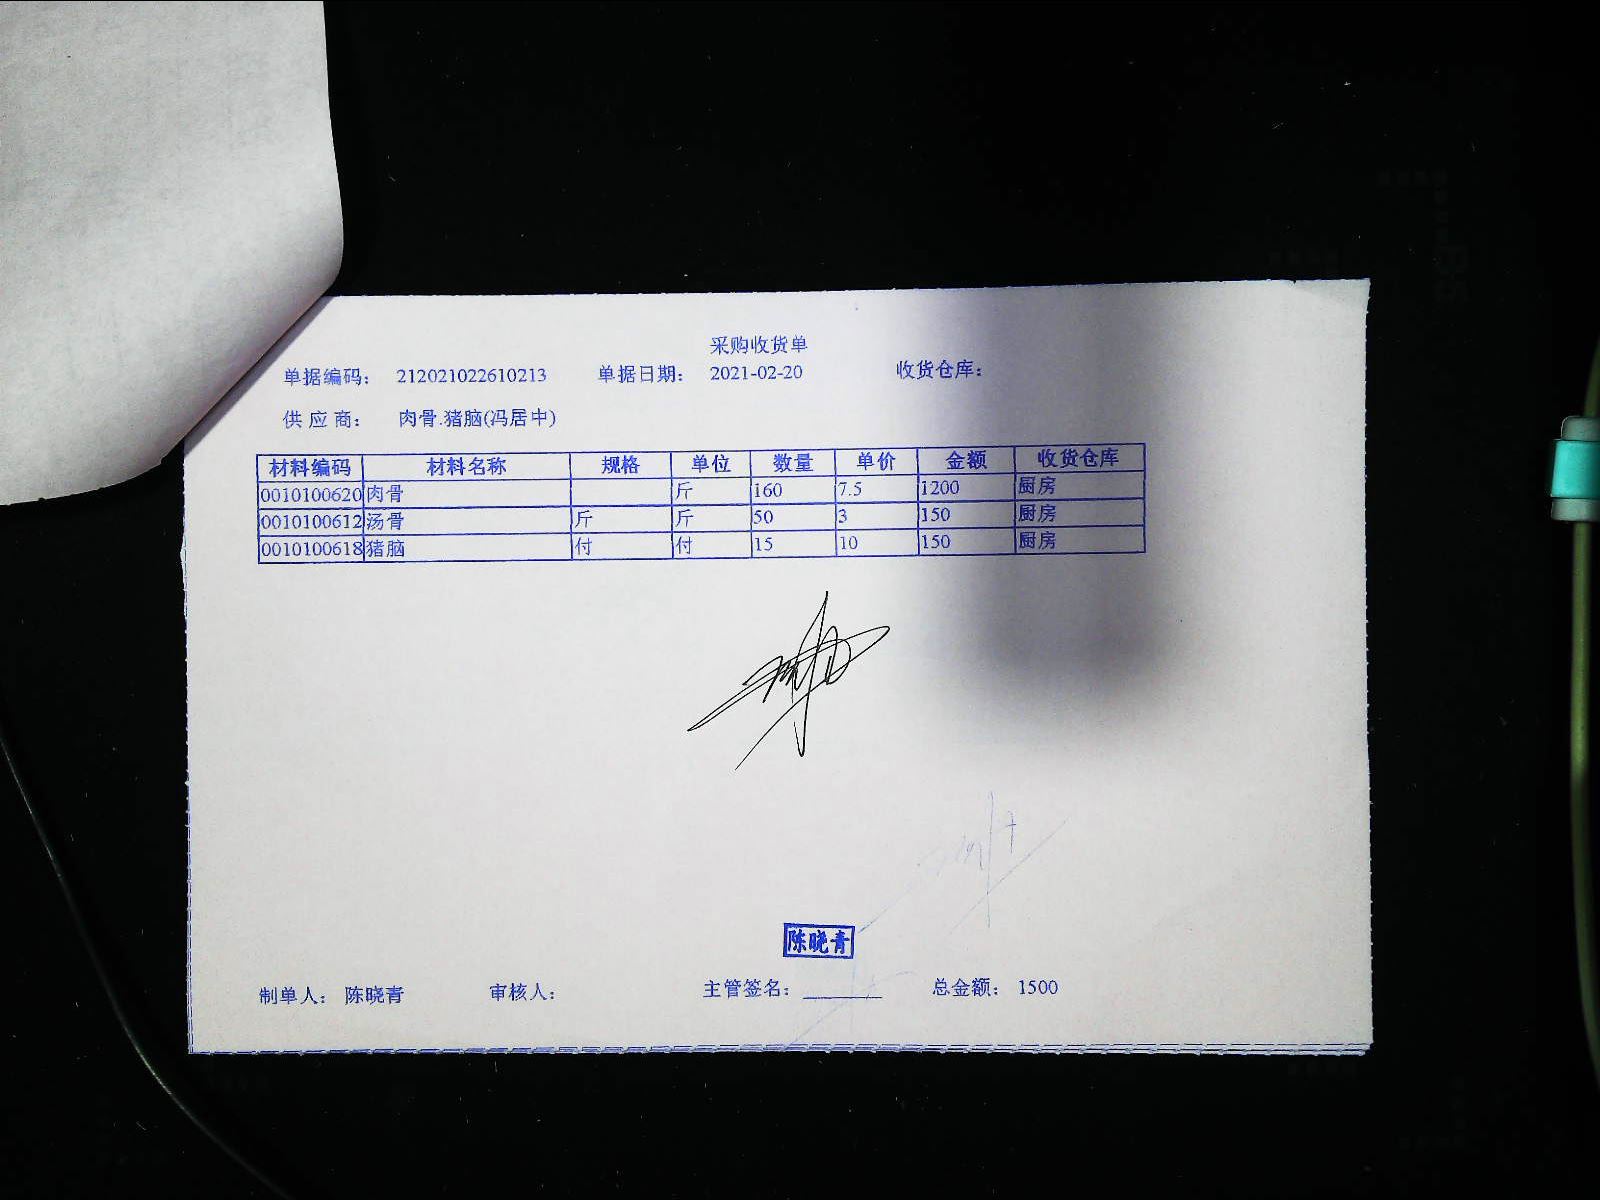 采购收货单
单据编码： 212021022610213 单据日期： 2021-02-20 收货仓库：
供应商： 肉骨.猪脑(冯居中)
材料编码 材料名称 规格 单位 数量 单价 金额 收货仓库
0010100620 肉骨 斤 160 7.5 1200 厨房
0010100612 汤骨 斤 斤 50 3 150 厨房
0010100618 猪脑 付 付 15 10 150 厨房
陈晓青
制单人： 陈晓青 审核人： 主管签名： 总金额： 1500